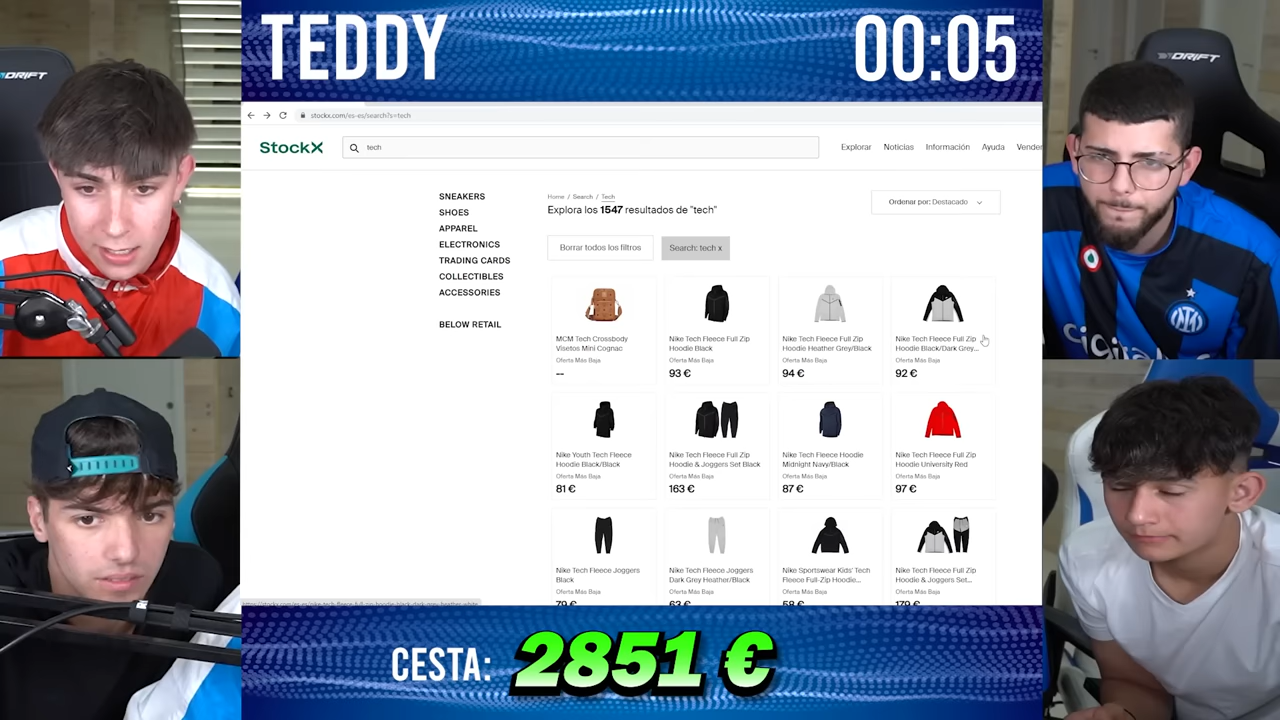 TEDDY
00:05
DRIFT
DRIFT
stockx.com/es-es/search?s=tech
StockX
tech
Explorar Noticias Información Ayuda Vender
SNEAKERS
SHOES
APPAREL
ELECTRONICS
TRADING CARDS
COLLECTIBLES
ACCESSORIES
BELOW RETAIL
Home / Search / Tech
Explora los 1547 resultados de "tech"
Ordenar por: Destacado
Borrar todos los filtros
Search: tech x
MCM Tech Crossbody
Visetos Mini Cognac
Oferta Más Baja
--
Nike Tech Fleece Full Zip
Hoodie Black
Oferta Más Baja
93 €
Nike Tech Fleece Full Zip
Hoodie Heather Grey/Black
Oferta Más Baja
94 €
Nike Tech Fleece Full Zip
Hoodie Black/Dark Grey...
Oferta Más Baja
92 €
Nike Youth Tech Fleece
Hoodie Black/Black
Oferta Más Baja
81 €
Nike Tech Fleece Full Zip
Hoodie & Joggers Set Black
Oferta Más Baja
163 €
Nike Tech Fleece Hoodie
Midnight Navy/Black
Oferta Más Baja
87 €
Nike Tech Fleece Full Zip
Hoodie University Red
Oferta Más Baja
97 €
Nike Tech Fleece Joggers
Black
Oferta Más Baja
79 €
Nike Tech Fleece Joggers
Dark Grey Heather/Black
Oferta Más Baja
63 €
Nike Sportswear Kids' Tech
Fleece Full-Zip Hoodie...
Oferta Más Baja
58 €
Nike Tech Fleece Full Zip
Hoodie & Joggers Set...
Oferta Más Baja
179 €
CESTA: 2851 €